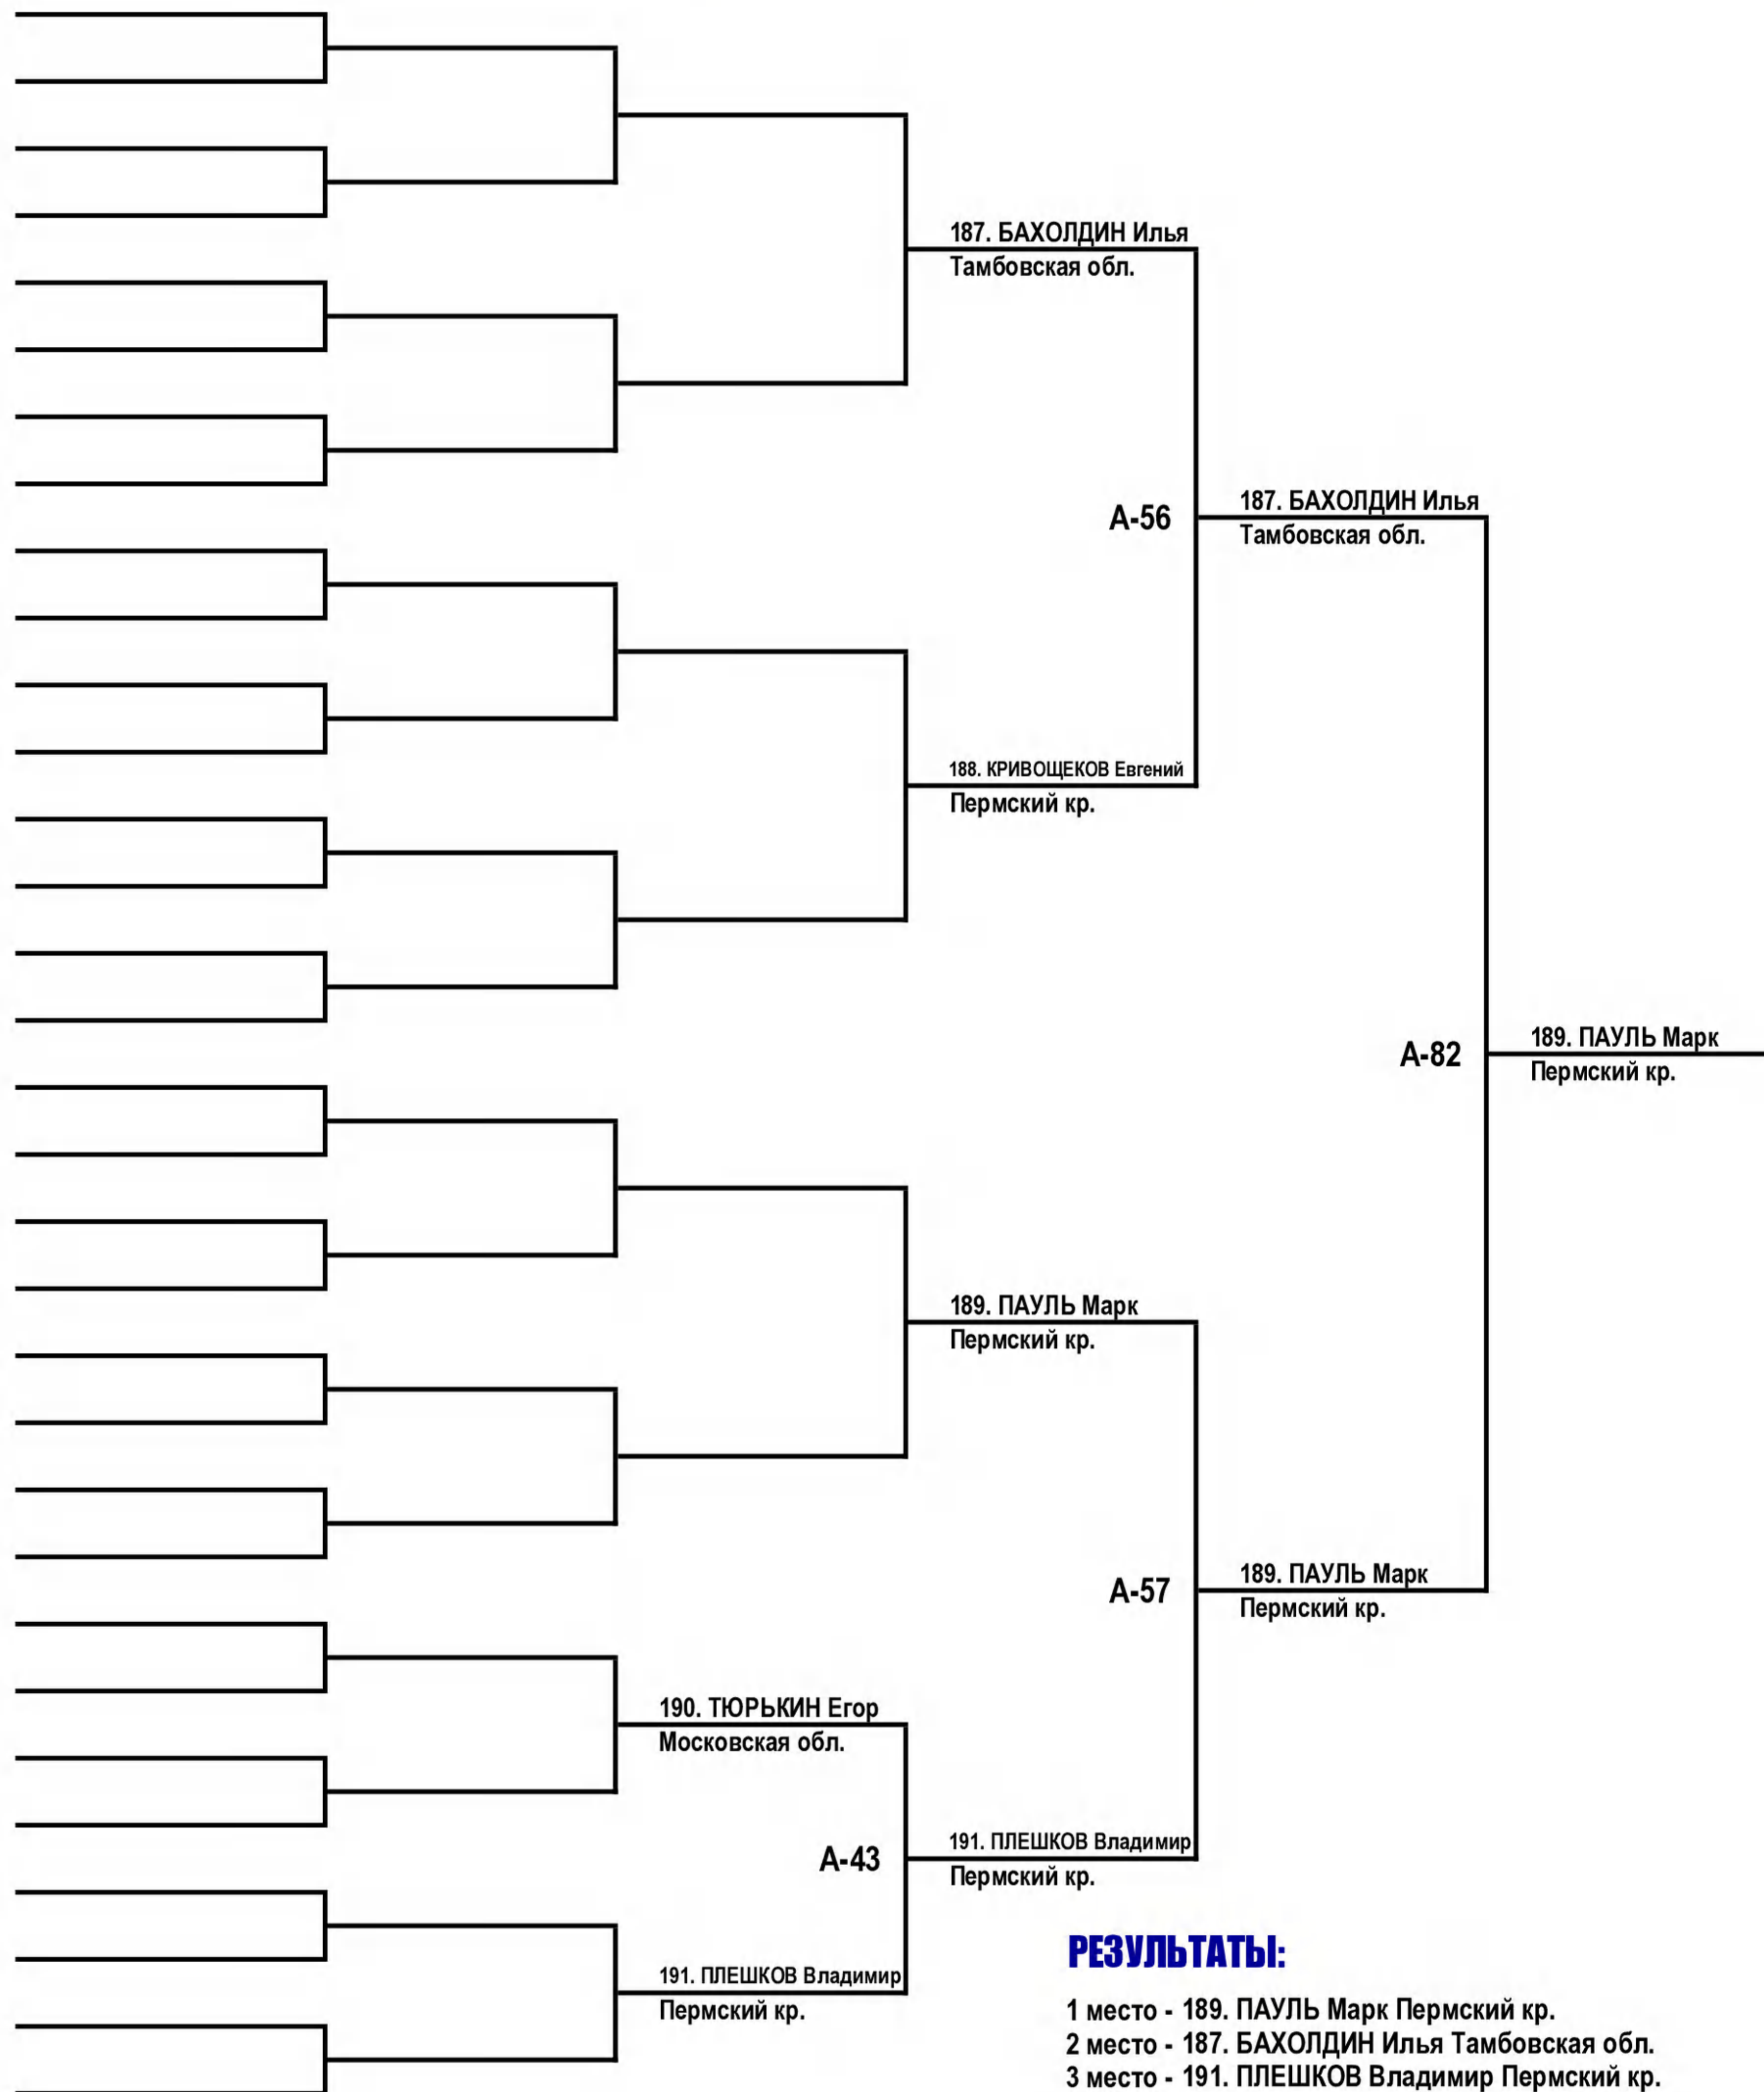 187. БАХОЛДИН Илья
Тамбовская обл.
А-56
187. БАХОЛДИН Илья
Тамбовская обл.
188. КРИВОЩЕКОВ Евгений
Пермский кр.
А-82
189. ПАУЛЬ Марк
Пермский кр.
189. ПАУЛЬ Марк
Пермский кр.
А-57
189. ПАУЛЬ Марк
Пермский кр.
190. ТЮРЬКИН Егор
Московская обл.
А-43
191. ПЛЕШКОВ Владимир
Пермский кр.
191. ПЛЕШКОВ Владимир
Пермский кр.
РЕЗУЛЬТАТЫ:
1 место - 189. ПАУЛЬ Марк Пермский кр.
2 место - 187. БАХОЛДИН Илья Тамбовская обл.
3 место - 191. ПЛЕШКОВ Владимир Пермский кр.